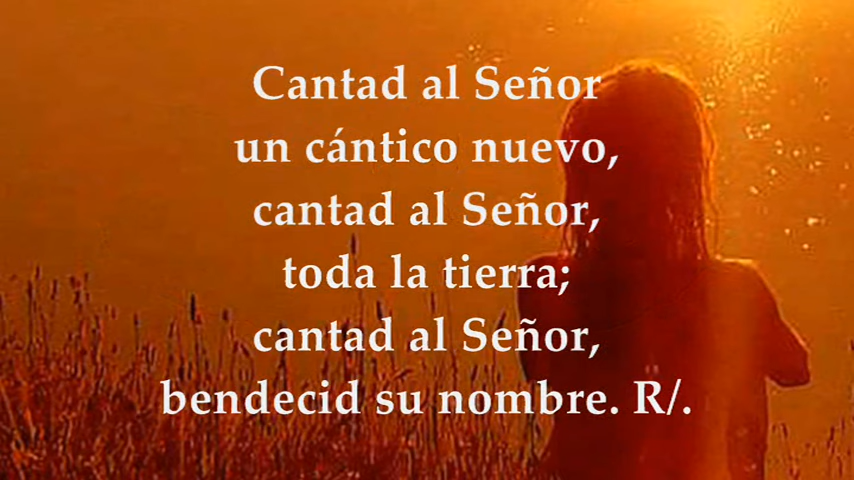 Cantad al Señor
un cántico nuevo,
cantad al Señor,
toda la tierra;
cantad al Señor,
bendecid su nombre. R/.